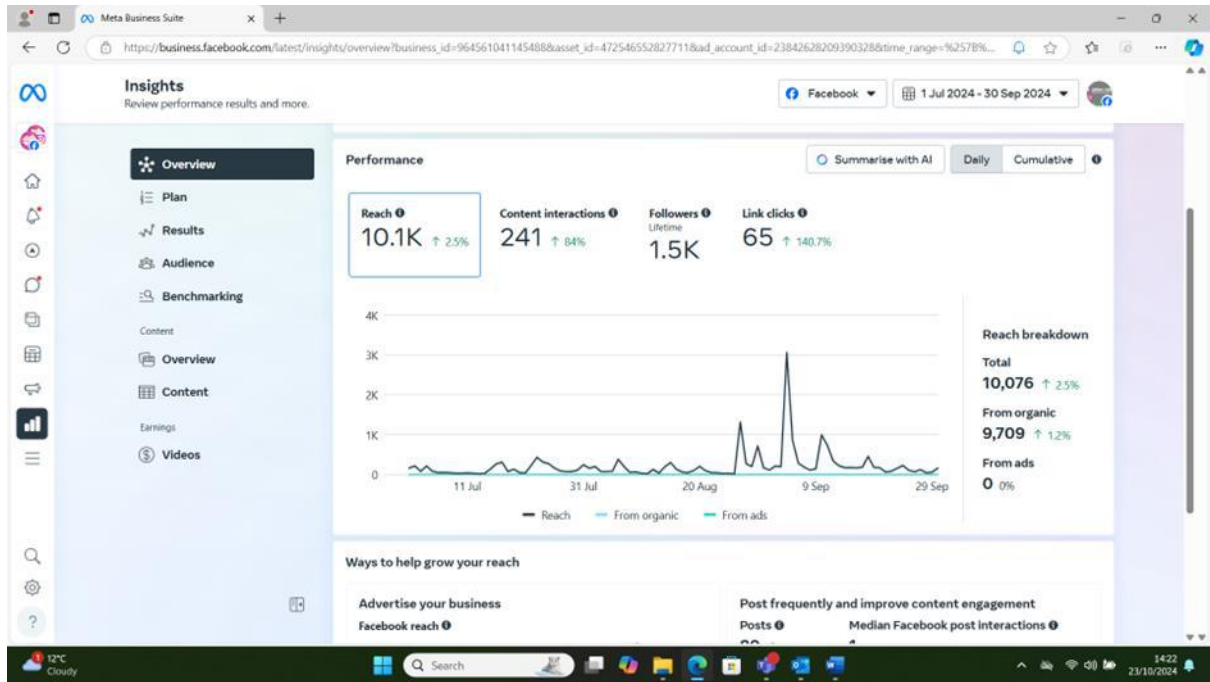 Meta Business Suite
https://business.facebook.com/latest/insights/overview?business_id=964561041145488&asset_id=472546552827711&ad_account_id=23842628209390328&time_range=%257B%...
Insights
Review performance results and more.
Facebook
1 Jul 2024 - 30 Sep 2024
Overview
Plan
Results
Audience
Benchmarking
Content
Overview
Content
Earnings
Videos
Performance
Summarise with AI
Daily
Cumulative
Reach
10.1K ↑ 2.5%
Content interactions
241 ↑ 84%
Followers
Lifetime
1.5K
Link clicks
65 ↑ 140.7%
4K
3K
2K
1K
0
11 Jul 31 Jul 20 Aug 9 Sep 29 Sep
Reach From organic From ads
Reach breakdown
Total
10,076 ↑ 2.5%
From organic
9,709 ↑ 1.2%
From ads
0 0%
Ways to help grow your reach
Advertise your business
Facebook reach
Post frequently and improve content engagement
Posts Median Facebook post interactions
12°C
Cloudy
Search
14:22
23/10/2024